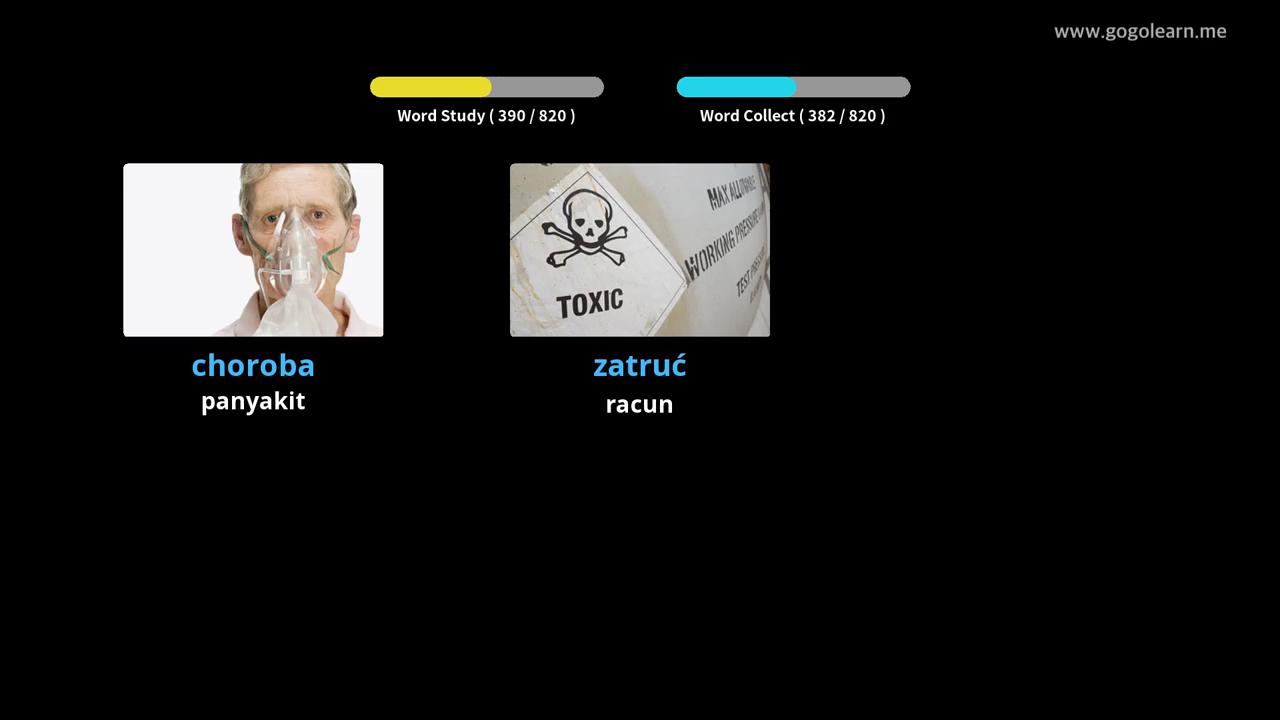 www.gogolearn.me
Word Study ( 390 / 820 )
Word Collect ( 382 / 820 )
TOXIC
MAX ALLOWABLE
WORKING PRESSURE
TEST
choroba
panyakit
zatruć
racun